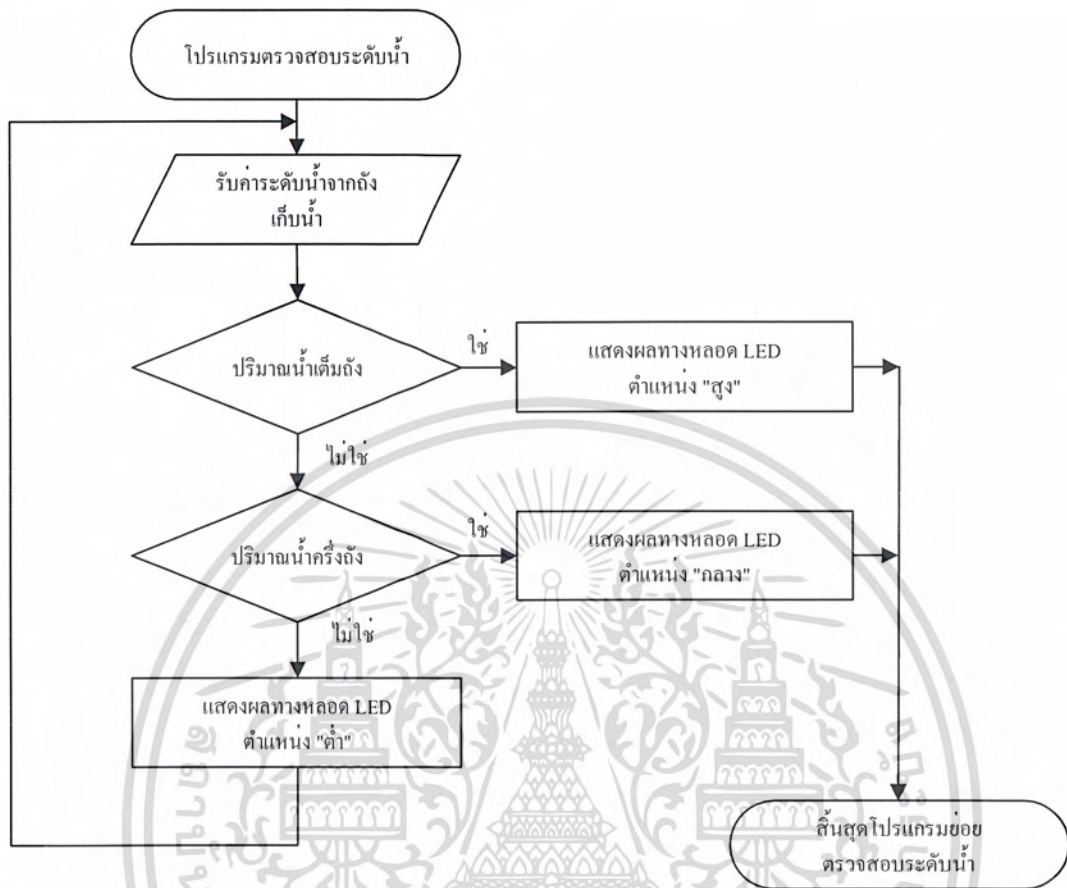 โปรแกรมตรวจสอบระดับน้ำ
รับค่าระดับน้ำจากถัง
เก็บน้ำ
ปริมาณน้ำเต็มถัง
ใช่
แสดงผลทางหลอด LED
ตำแหน่ง "สูง"
ไม่ใช่
ปริมาณน้ำครึ่งถัง
ใช่
แสดงผลทางหลอด LED
ตำแหน่ง "กลาง"
ไม่ใช่
แสดงผลทางหลอด LED
ตำแหน่ง "ต่ำ"
สิ้นสุดโปรแกรมย่อย
ตรวจสอบระดับน้ำ